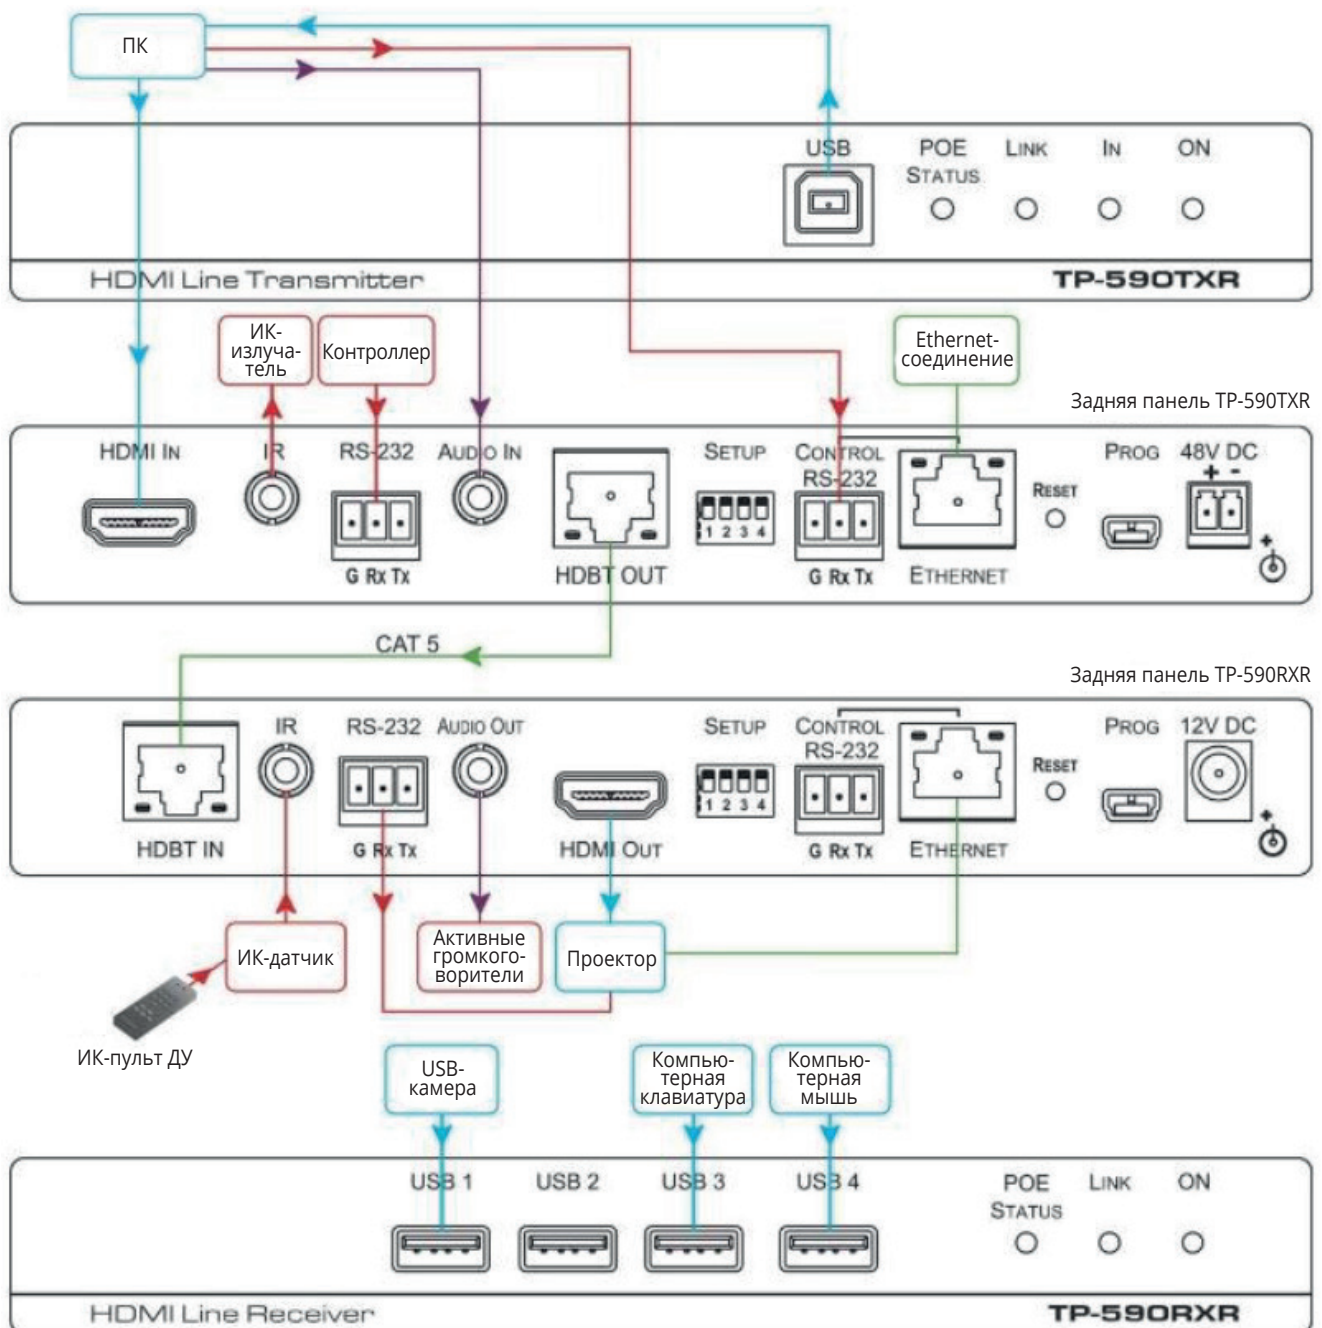 ПК
USB
POE
STATUS
LINK
IN
ON
HDMI Line Transmitter
TP-590TXR
ИК-
излуча-
тель
Контроллер
Ethernet-
соединение
Задняя панель TP-590TXR
HDMI IN
IR
RS-232
AUDIO IN
SETUP
CONTROL
RS-232
RESET
PROG
48V DC
+ -
1 2 3 4
G Rx Tx
HDBT OUT
G Rx Tx
ETHERNET
+
CAT 5
Задняя панель TP-590RXR
IR
RS-232
AUDIO OUT
SETUP
CONTROL
RS-232
RESET
PROG
12V DC
1 2 3 4
HDBT IN
G Rx Tx
HDMI OUT
G Rx Tx
ETHERNET
+
ИК-датчик
Активные
громкого-
ворители
Проектор
ИК-пульт ДУ
USB-
камера
Компью-
терная
клавиатура
Компью-
терная
мышь
USB 1
USB 2
USB 3
USB 4
POE
STATUS
LINK
ON
HDMI Line Receiver
TP-590RXR